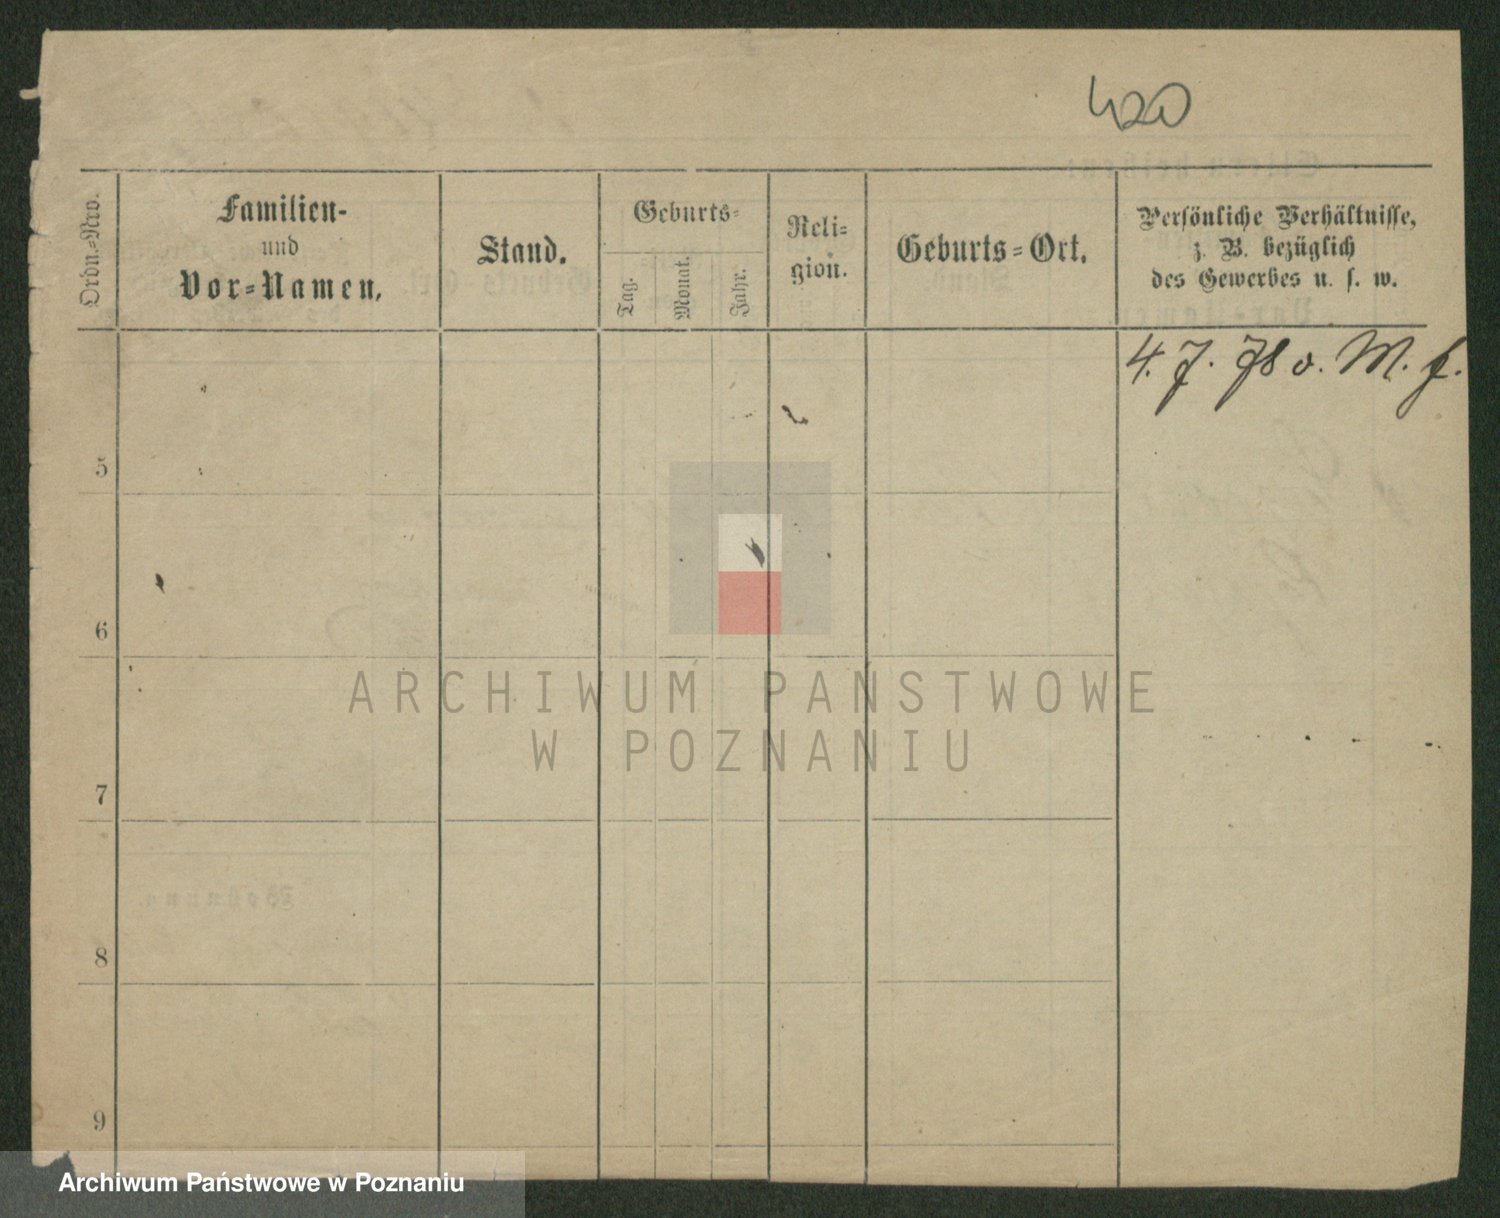 420
Ordn.=Nro.
Familien-
und
Vor=Namen.
Stand.
Geburts=
Tag.
Monat.
Jahr.
Reli=
gion.
Geburts=Ort.
Persönliche Verhältnisse,
z. B. bezüglich
des Gewerbes u. s. w.
4. 7. 78 v. M. f.
5
6
7
8
9
ARCHIWUM PAŃSTWOWE
W POZNANIU
Archiwum Państwowe w Poznaniu